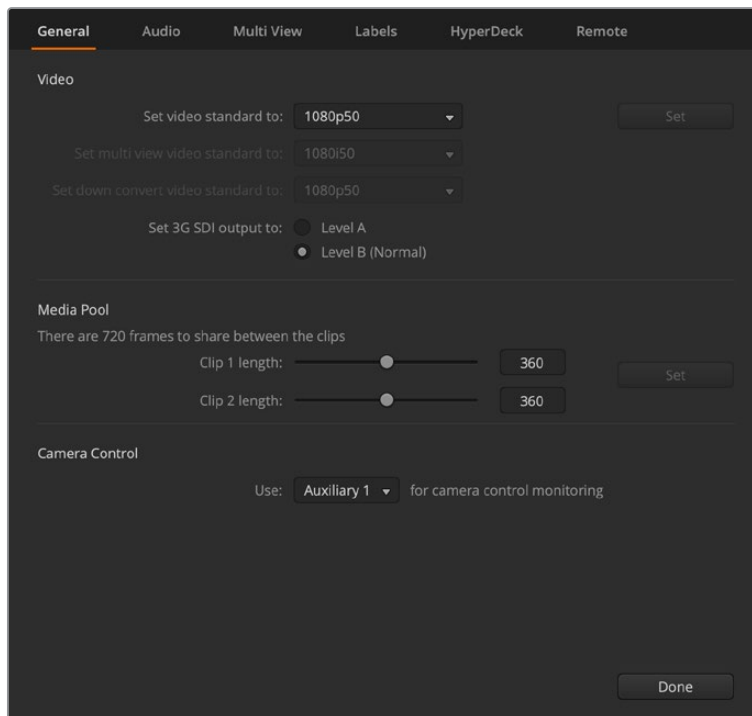 General Audio Multi View Labels HyperDeck Remote
Video
Set video standard to: 1080p50 Set
Set multi view video standard to: 1080i50
Set down convert video standard to: 1080p50
Set 3G SDI output to: Level A
Level B (Normal)
Media Pool
There are 720 frames to share between the clips
Clip 1 length: 360
Set
Clip 2 length: 360
Camera Control
Use: Auxiliary 1 for camera control monitoring
Done